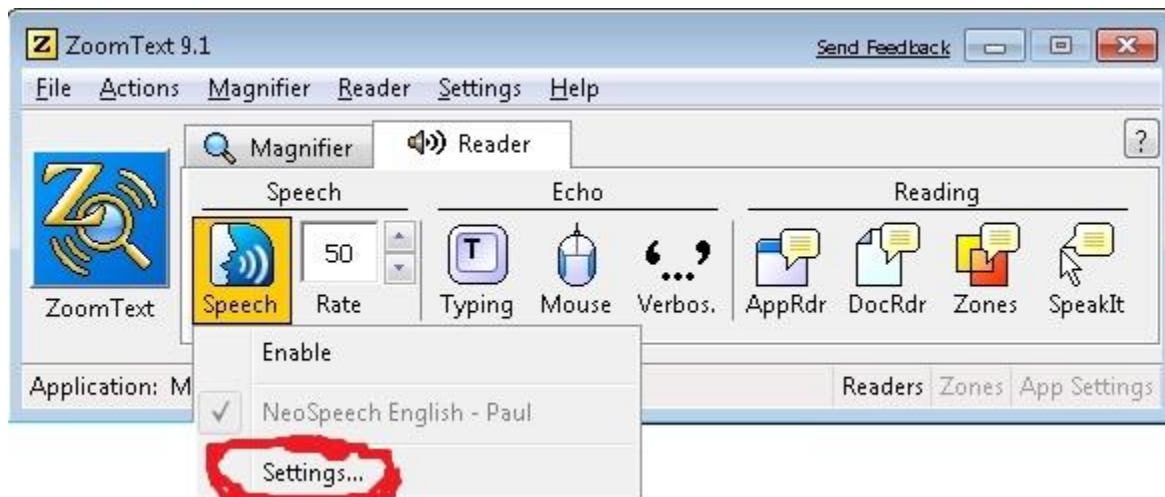 Z ZoomText 9.1 Send Feedback
File Actions Magnifier Reader Settings Help
Magnifier Reader ?
Speech Echo Reading
50 T
ZoomText Speech Rate Typing Mouse Verbos. AppRdr DocRdr Zones SpeakIt
Enable
Application: M Readers Zones App Settings
NeoSpeech English - Paul
Settings...